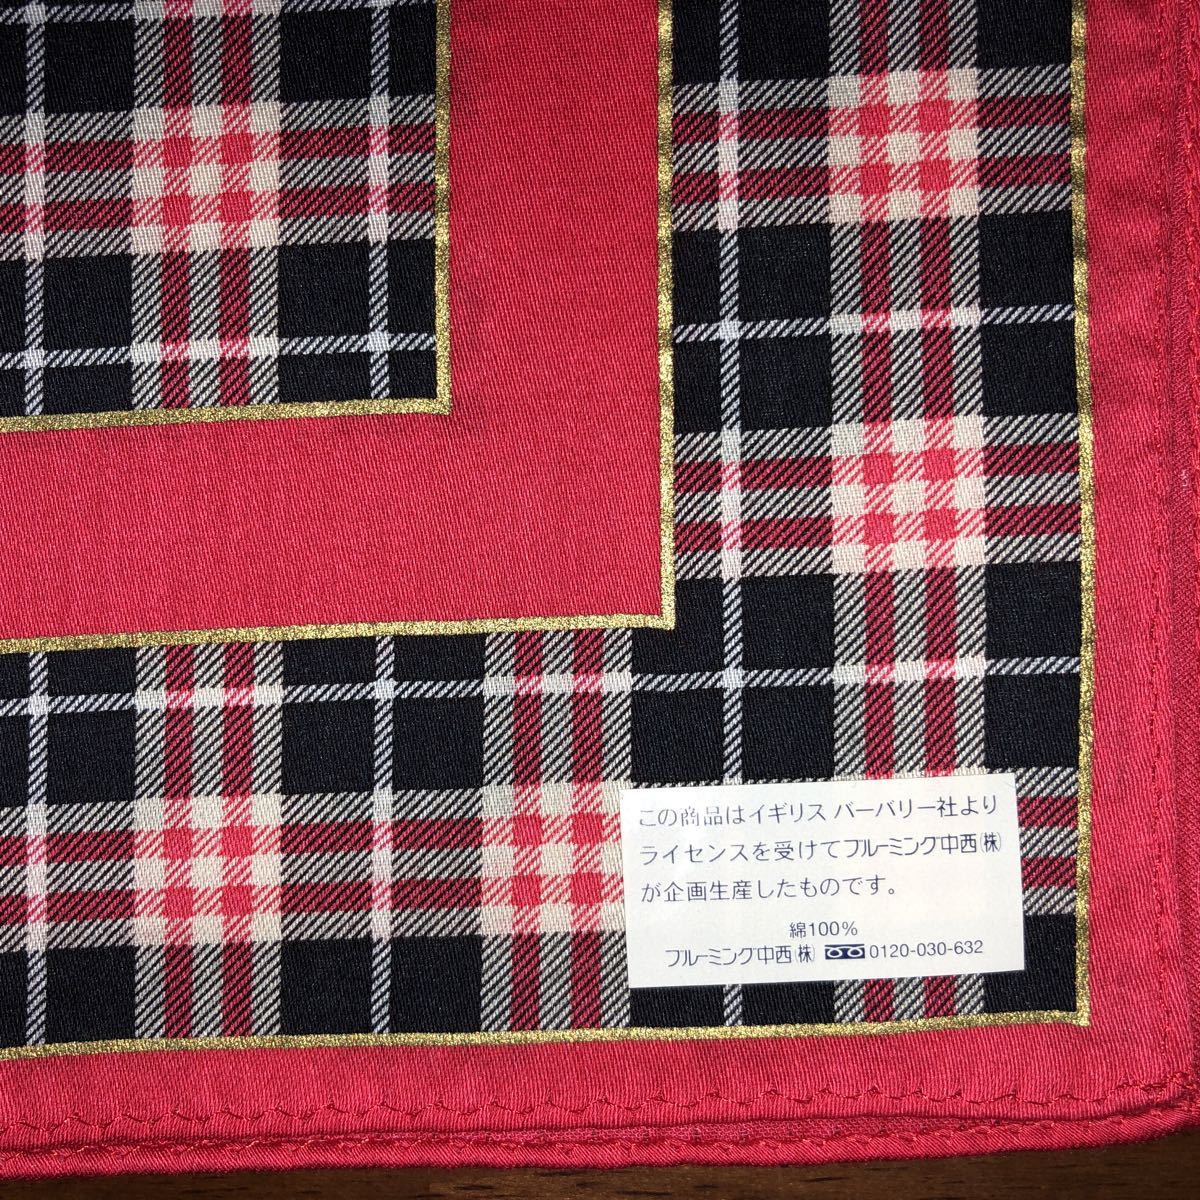 この商品はイギリス バーバリー社より
ライセンスを受けてブルーミング中西㈱
が企画生産したものです。
綿100%
ブルーミング中西㈱ 0120-030-632